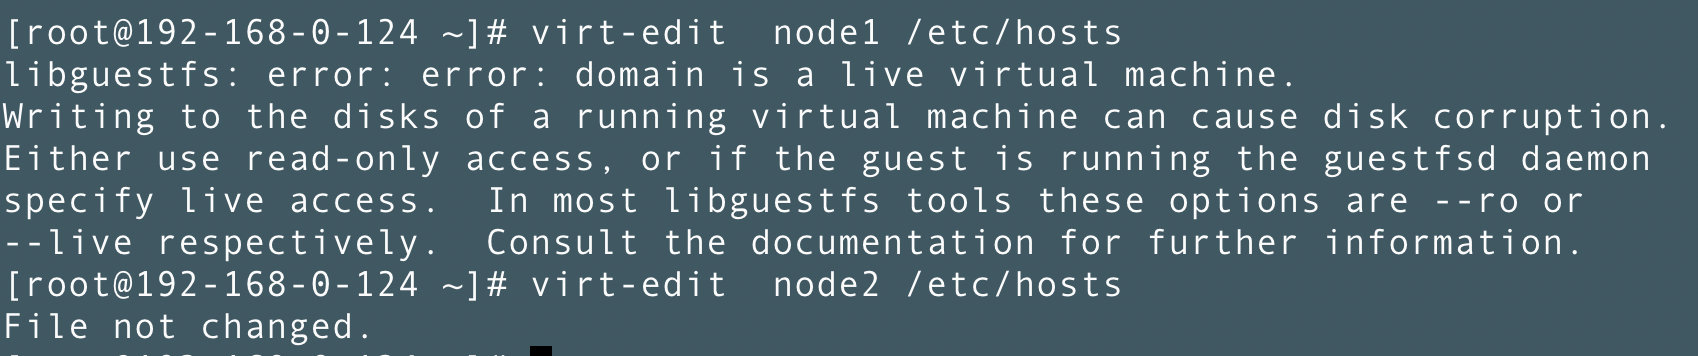 [root@192-168-0-124 ~]# virt-edit  node1 /etc/hosts
libguestfs: error: error: domain is a live virtual machine.
Writing to the disks of a running virtual machine can cause disk corruption.
Either use read-only access, or if the guest is running the guestfsd daemon
specify live access.  In most libguestfs tools these options are --ro or
--live respectively.  Consult the documentation for further information.
[root@192-168-0-124 ~]# virt-edit  node2 /etc/hosts
File not changed.